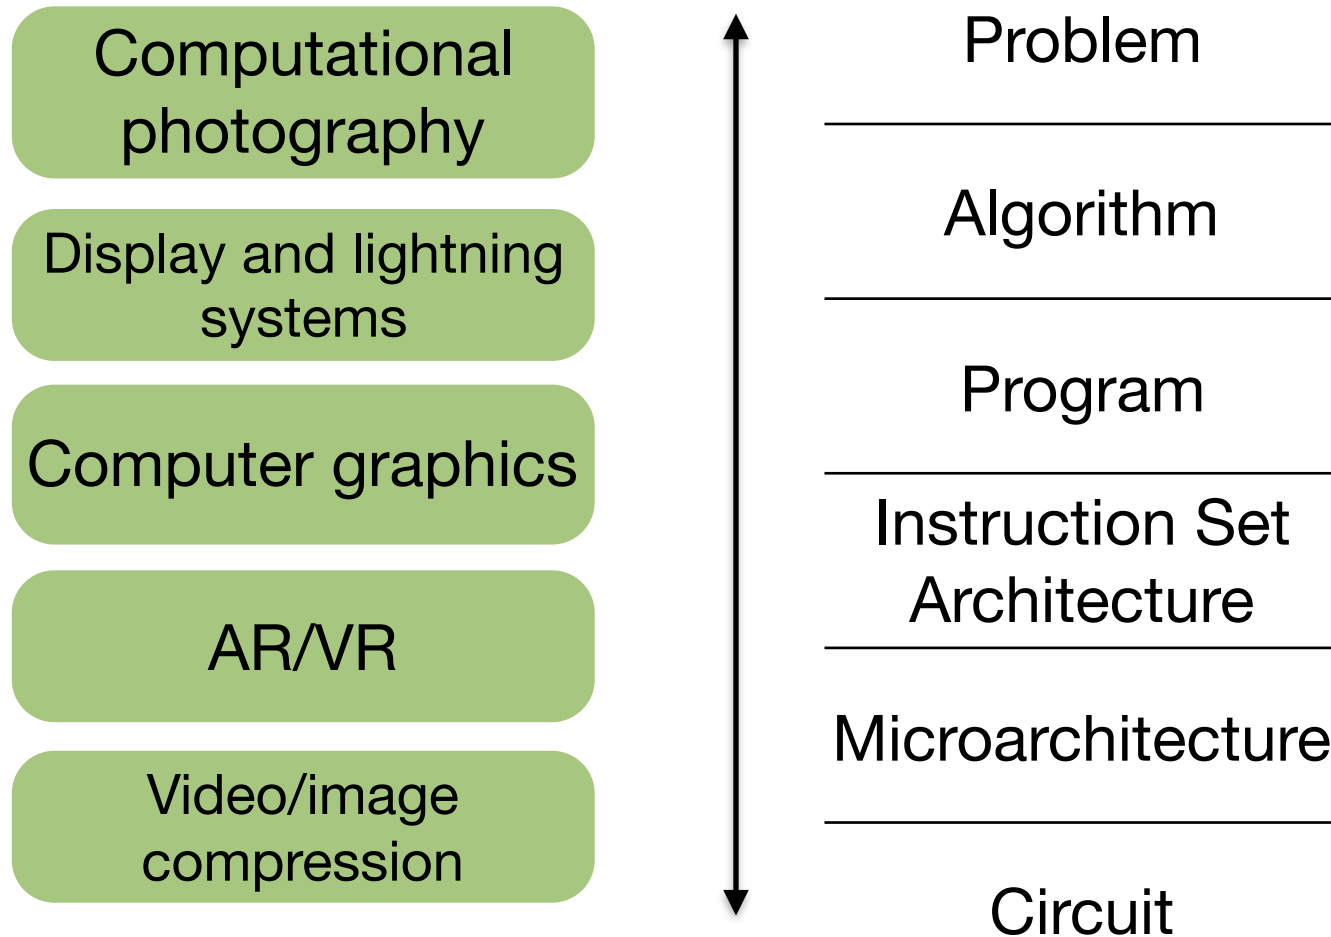 Computational
photography
Display and lightning
systems
Computer graphics
AR/VR
Video/image
compression
Problem
Algorithm
Program
Instruction Set
Architecture
Microarchitecture
Circuit